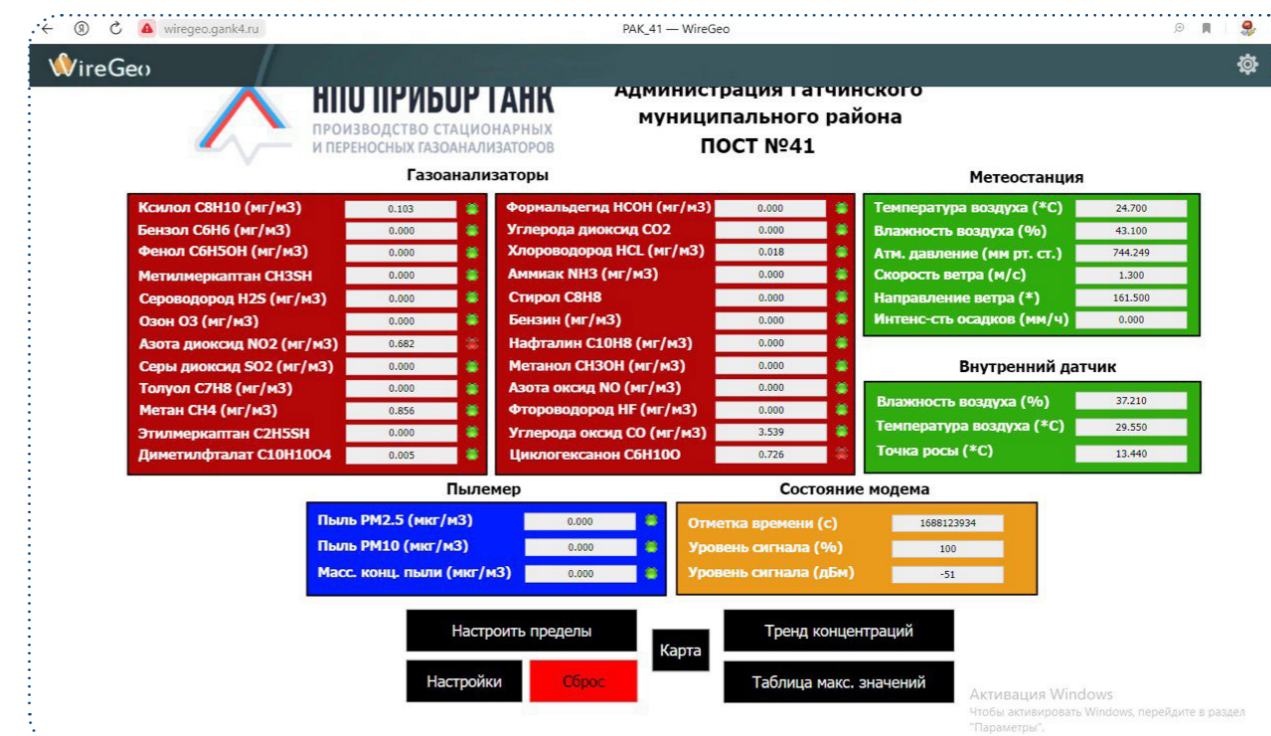 wiregeo.gank4.ru
PAK_41 — WireGeo
WireGeo
НПО ПРИБОР ГАНК
ПРОИЗВОДСТВО СТАЦИОНАРНЫХ
И ПЕРЕНОСНЫХ ГАЗОАНАЛИЗАТОРОВ
Администрация Гатчинского
муниципального района
ПОСТ №41
Газоанализаторы
Ксилол C8H10 (мг/м3) 0.103
Бензол C6H6 (мг/м3) 0.000
Фенол C6H5OH (мг/м3) 0.000
Метилмеркаптан CH3SH 0.000
Сероводород H2S (мг/м3) 0.000
Озон O3 (мг/м3) 0.000
Азота диоксид NO2 (мг/м3) 0.682
Серы диоксид SO2 (мг/м3) 0.000
Толуол C7H8 (мг/м3) 0.000
Метан CH4 (мг/м3) 0.856
Этилмеркаптан C2H5SH 0.000
Диметилфталат C10H10O4 0.005
Формальдегид HCOH (мг/м3) 0.000
Углерода диоксид CO2 0.000
Хлороводород HCL (мг/м3) 0.018
Аммиак NH3 (мг/м3) 0.000
Стирол C8H8 0.000
Бензин (мг/м3) 0.000
Нафталин C10H8 (мг/м3) 0.000
Метанол CH3OH (мг/м3) 0.000
Азота оксид NO (мг/м3) 0.000
Фтороводород HF (мг/м3) 0.000
Углерода оксид CO (мг/м3) 3.539
Циклогексанон C6H10O 0.726
Метеостанция
Температура воздуха (*C) 24.700
Влажность воздуха (%) 43.100
Атм. давление (мм рт. ст.) 744.249
Скорость ветра (м/с) 1.300
Направление ветра (*) 161.500
Интенс-сть осадков (мм/ч) 0.000
Внутренний датчик
Влажность воздуха (%) 37.210
Температура воздуха (*C) 29.550
Точка росы (*C) 13.440
Пылемер
Пыль PM2.5 (мкг/м3) 0.000
Пыль PM10 (мкг/м3) 0.000
Масс. конц. пыли (мкг/м3) 0.000
Состояние модема
Отметка времени (с) 1688123934
Уровень сигнала (%) 100
Уровень сигнала (дБм) -51
Настроить пределы
Настройки
Сброс
Карта
Тренд концентраций
Таблица макс. значений
Активация Windows
Чтобы активировать Windows, перейдите в раздел
"Параметры".